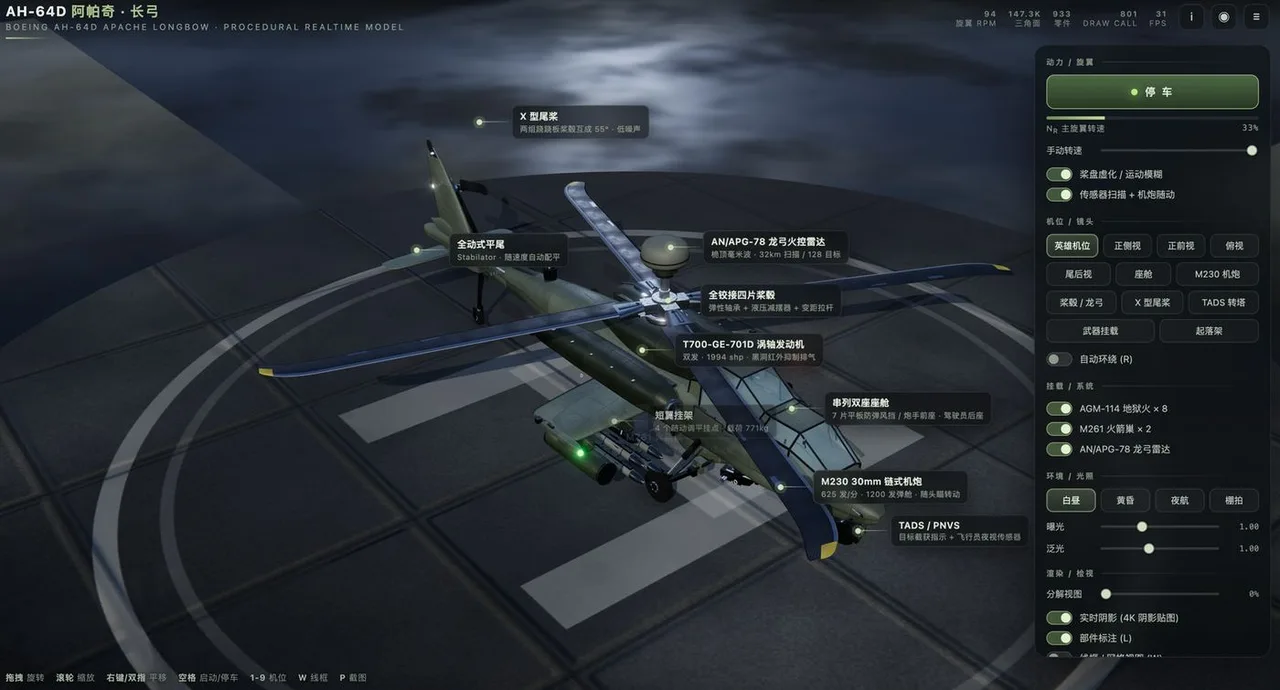 AH-64D 阿帕奇 · 长弓
BOEING AH-64D APACHE LONGBOW · PROCEDURAL REALTIME MODEL
94 147.3K 933 801 31
旋翼 RPM 三角面 零件 DRAW CALL FPS
X 型尾桨
两组跷跷板桨毂互成 55° · 低噪声
全动式平尾
Stabilator · 随速度自动配平
AN/APG-78 龙弓火控雷达
桅顶毫米波 · 32km 扫描 / 128 目标
全铰接四片桨毂
弹性轴承 + 液压减摆器 + 变距拉杆
T700-GE-701D 涡轴发动机
双发 · 1994 shp · 黑洞红外抑制排气
串列双座座舱
7 片平板防弹风挡 / 炮手前座 · 驾驶员后座
短翼挂架
4 个随动调平挂点 · 载荷 771kg
M230 30mm 链式机炮
625 发/分 · 1200 发弹舱 · 随头瞄转动
TADS / PNVS
目标截获指示 + 飞行员夜视传感器
动力 / 旋翼
停 车
NR 主旋翼转速 33%
手动转速
桨盘虚化 / 运动模糊
传感器扫描 + 机炮随动
机位 / 镜头
英雄机位 正侧视 正前视 俯视
尾后视 座舱 M230 机炮
桨毂 / 龙弓 X 型尾桨 TADS 转塔
武器挂载 起落架
自动环绕 (R)
挂载 / 系统
AGM-114 地狱火 × 8
M261 火箭巢 × 2
AN/APG-78 龙弓雷达
环境 / 光照
白昼 黄昏 夜航 棚拍
曝光 1.00
泛光 1.00
渲染 / 检视
分解视图 0%
实时阴影 (4K 阴影贴图)
部件标注 (L)
拖拽 旋转 滚轮 缩放 右键/双指 平移 空格 启动/停车 1-9 机位 W 线框 P 截图